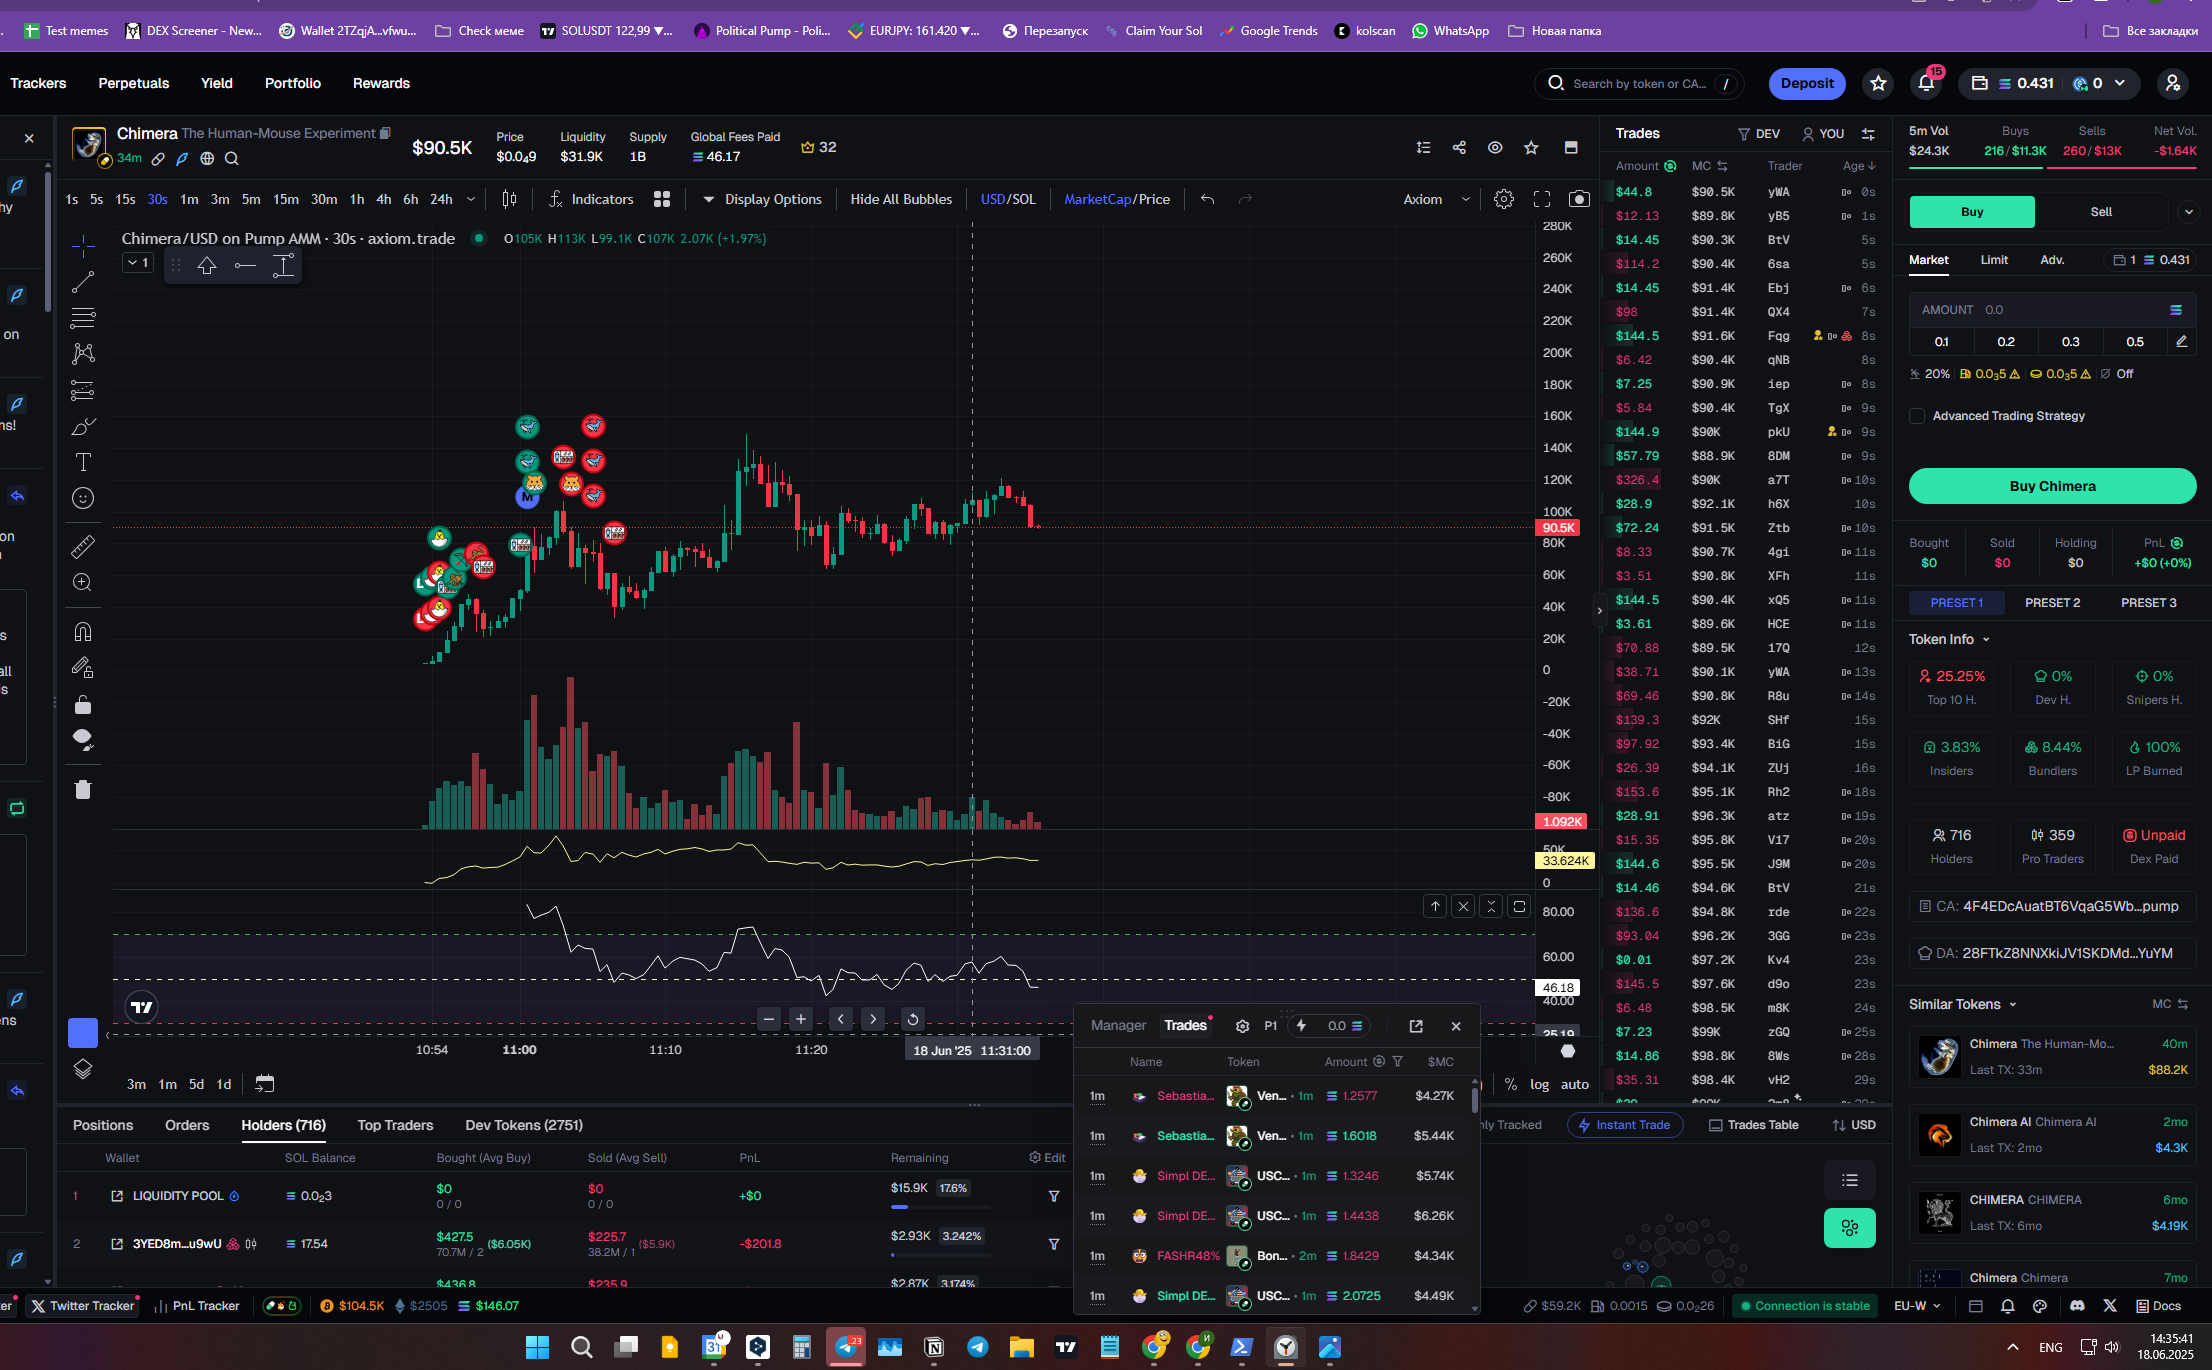 Test memes
DEX Screener - New...
Wallet 2TZqjA...vfwu...
Check меме
SOLUSDT 122,99 ▼...
Political Pump - Poli...
EURJPY: 161.420 ▼...
Перезапуск
Claim Your Sol
Google Trends
kolscan
WhatsApp
Новая папка
Все закладки
Trackers Perpetuals Yield Portfolio Rewards
Search by token or CA... /
Deposit
15
0.431 0
Chimera The Human-Mouse Experiment
34m
$90.5K
Price
$0.0₄9
Liquidity
$31.9K
Supply
1B
Global Fees Paid
46.17
32
1s 5s 15s 30s 1m 3m 5m 15m 30m 1h 4h 6h 24h
Indicators
Display Options
Hide All Bubbles
USD/SOL
MarketCap/Price
Axiom
Chimera/USD on Pump AMM · 30s · axiom.trade O105K H113K L99.1K C107K 2.07K (+1.97%)
1
280K
260K
240K
220K
200K
180K
160K
140K
120K
100K
90.5K
80K
60K
40K
20K
0
-20K
-40K
-60K
-80K
1.092K
50K
33.624K
0
80.00
60.00
46.18
40.00
25.19
10:54 11:00 11:10 11:20 18 Jun '25 11:31:00
3m 1m 5d 1d
% log auto
Trades DEV YOU
Amount MC Trader Age ↓
$44.8 $90.5K yWA 0s
$12.13 $89.8K yB5 1s
$14.45 $90.3K BtV 5s
$114.2 $90.4K 6sa 5s
$14.45 $91.4K Ebj 6s
$98 $91.4K QX4 7s
$144.5 $91.6K Fqg 8s
$6.42 $90.4K qNB 8s
$7.25 $90.9K iep 8s
$5.84 $90.4K TgX 9s
$144.9 $90K pkU 9s
$57.79 $88.9K 8DM 9s
$326.4 $90K a7T 10s
$28.9 $92.1K h6X 10s
$72.24 $91.5K Ztb 10s
$8.33 $90.7K 4gi 11s
$3.51 $90.8K XFh 11s
$144.5 $90.4K xQ5 11s
$3.61 $89.6K HCE 11s
$70.88 $89.5K 17Q 12s
$38.71 $90.1K yWA 13s
$69.46 $90.8K R8u 14s
$139.3 $92K SHf 15s
$97.92 $93.4K BiG 15s
$26.39 $94.1K ZUj 16s
$153.6 $95.1K Rh2 18s
$28.91 $96.3K atz 19s
$15.35 $95.8K V17 20s
$144.6 $95.5K J9M 20s
$14.46 $94.6K BtV 21s
$136.6 $94.8K rde 22s
$93.04 $96.2K 3GG 23s
$0.01 $97.2K Kv4 23s
$145.5 $97.6K d9o 23s
$6.48 $98.5K m8K 24s
$7.23 $99K zGQ 25s
$14.86 $98.8K 8Ws 28s
$35.31 $98.4K vH2 29s
5m Vol Buys Sells Net Vol.
$24.3K 216/$11.3K 260/$13K -$1.64K
Buy Sell
Market Limit Adv. 1 0.431
AMOUNT 0.0
0.1 0.2 0.3 0.5
20% 0.0₃5 0.0₃5 Off
Advanced Trading Strategy
Buy Chimera
Bought Sold Holding PnL
$0 $0 $0 +$0 (+0%)
PRESET 1 PRESET 2 PRESET 3
Token Info
25.25% 0% 0%
Top 10 H. Dev H. Snipers H.
3.83% 8.44% 100%
Insiders Bundlers LP Burned
716 359 Unpaid
Holders Pro Traders Dex Paid
CA: 4F4EDcAuatBT6VqaG5Wb...pump
DA: 28FTkZ8NNXkiJV1SKDMd...YuYM
Similar Tokens MC
Chimera The Human-Mo... 40m
Last TX: 33m $88.2K
Chimera AI Chimera AI 2mo
Last TX: 2mo $4.3K
CHIMERA CHIMERA 6mo
Last TX: 6mo $4.19K
Chimera Chimera 7mo
Manager Trades P1 0.0
Name Token Amount $MC
1m Sebastia... Ven... · 1m 1.2577 $4.27K
1m Sebastia... Ven... · 1m 1.6018 $5.44K
1m Simpl DE... USC... · 1m 1.3246 $5.74K
1m Simpl DE... USC... · 1m 1.4438 $6.26K
1m FASHR48% Bon... · 2m 1.8429 $4.34K
1m Simpl DE... USC... · 1m 2.0725 $4.49K
Positions Orders Holders (716) Top Traders Dev Tokens (2751)
nly Tracked Instant Trade Trades Table USD
Wallet SOL Balance Bought (Avg Buy) Sold (Avg Sell) PnL Remaining Edit
1 LIQUIDITY POOL 0.0₂3 $0 $0 +$0 $15.9K 17.6%
0 / 0 0 / 0
2 3YED8m...u9wU 17.54 $427.5 ($6.05K) $225.7 ($5.9K) -$201.8 $2.93K 3.242%
70.7M / 2 38.2M / 1
$436.8 $235.9 $2.87K 3.174%
Twitter Tracker PnL Tracker $104.5K $2505 $146.07
$59.2K 0.0015 0.0₂26 Connection is stable EU-W Docs
23
31
ENG
14:35:41
18.06.2025